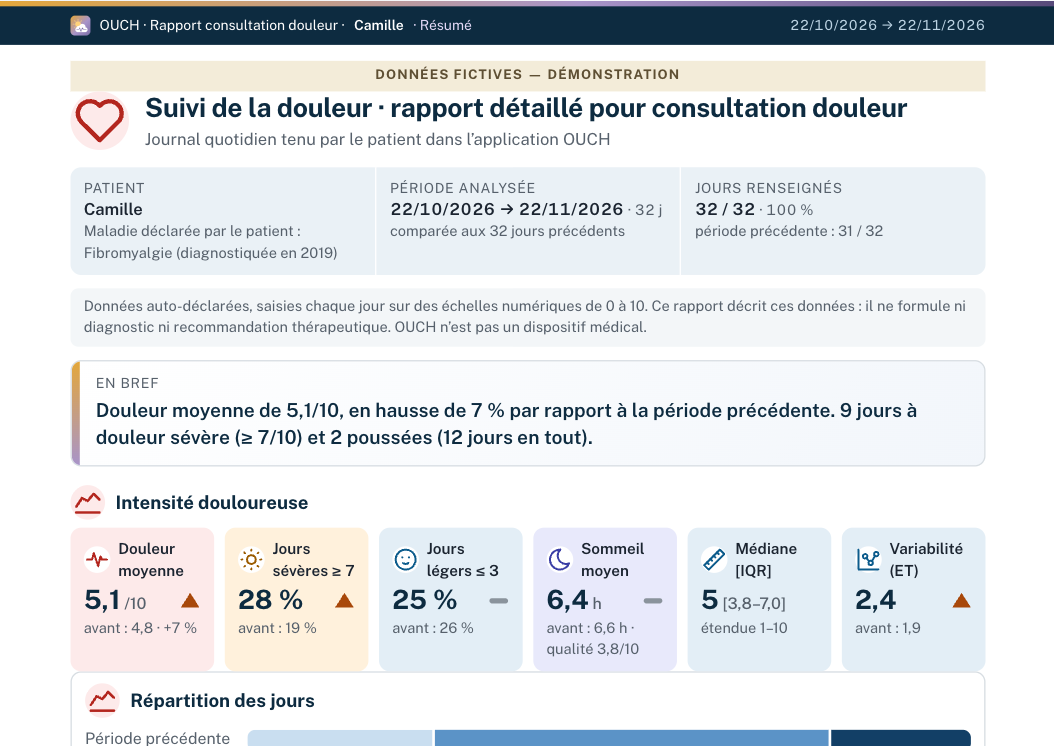 OUCH · Rapport consultation douleur · Camille · Résumé
22/10/2026 → 22/11/2026
DONNÉES FICTIVES — DÉMONSTRATION
Suivi de la douleur · rapport détaillé pour consultation douleur
Journal quotidien tenu par le patient dans l’application OUCH
PATIENT
Camille
Maladie déclarée par le patient :
Fibromyalgie (diagnostiquée en 2019)
PÉRIODE ANALYSÉE
22/10/2026 → 22/11/2026 · 32 j
comparée aux 32 jours précédents
JOURS RENSEIGNÉS
32 / 32 · 100 %
période précédente : 31 / 32
Données auto-déclarées, saisies chaque jour sur des échelles numériques de 0 à 10. Ce rapport décrit ces données : il ne formule ni
diagnostic ni recommandation thérapeutique. OUCH n’est pas un dispositif médical.
EN BREF
Douleur moyenne de 5,1/10, en hausse de 7 % par rapport à la période précédente. 9 jours à
douleur sévère (≥ 7/10) et 2 poussées (12 jours en tout).
Intensité douloureuse
Douleur
moyenne
5,1 /10
avant : 4,8 · +7 %
Jours
sévères ≥ 7
28 %
avant : 19 %
Jours
légers ≤ 3
25 %
avant : 26 %
Sommeil
moyen
6,4 h
avant : 6,6 h ·
qualité 3,8/10
Médiane
[IQR]
5 [3,8–7,0]
étendue 1–10
Variabilité
(ET)
2,4
avant : 1,9
Répartition des jours
Période précédente